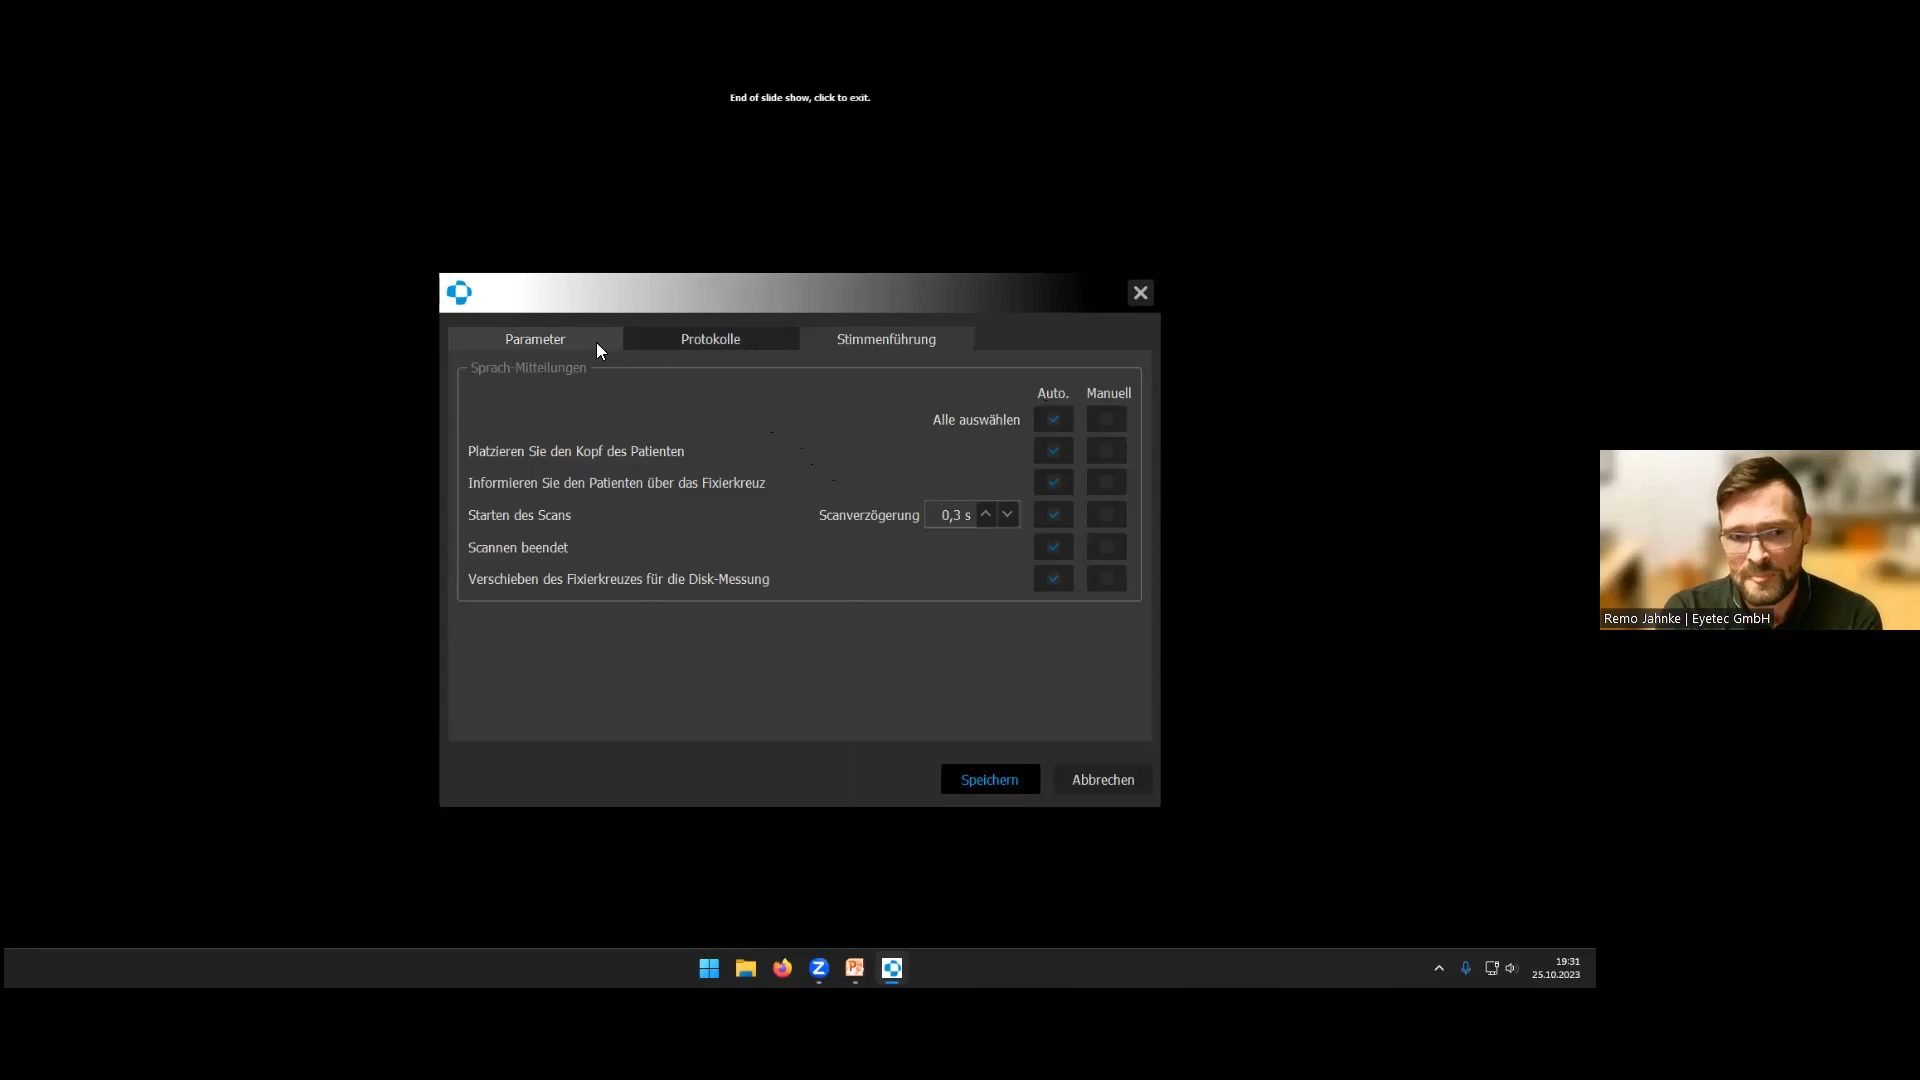 End of slide show, click to exit.
Parameter
Protokolle
Stimmenführung
Sprach-Mitteilungen
Auto.
Manuell
Alle auswählen
Platzieren Sie den Kopf des Patienten
Informieren Sie den Patienten über das Fixierkreuz
Starten des Scans
Scanverzögerung
0,3 s
Scannen beendet
Verschieben des Fixierkreuzes für die Disk-Messung
Speichern
Abbrechen
Remo Jahnke | Eyetec GmbH
19:31
25.10.2023